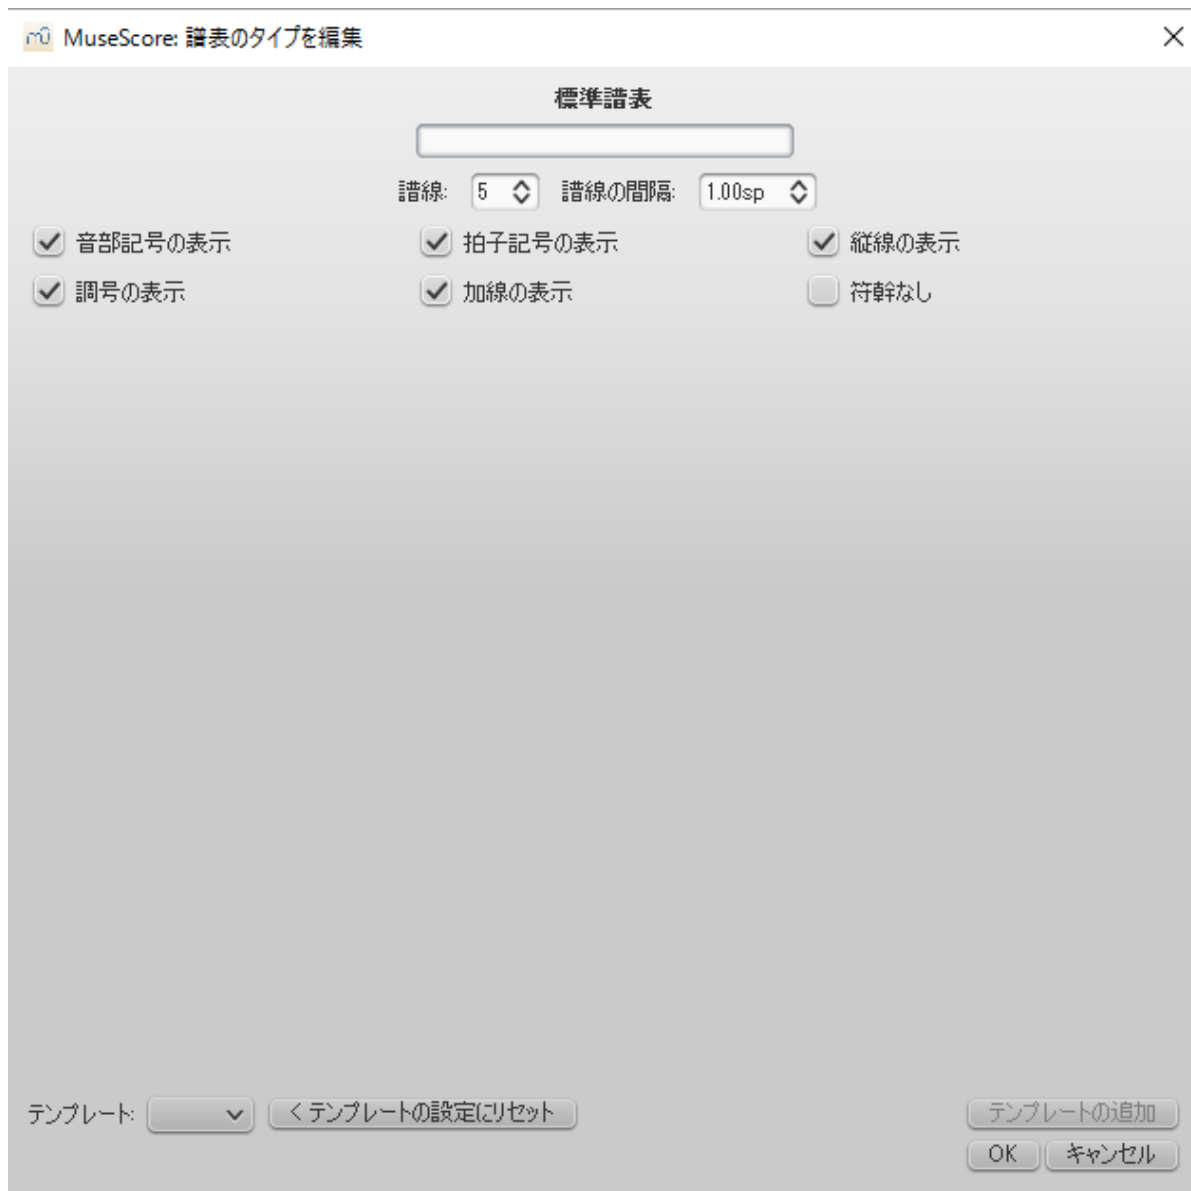 MuseScore: 譜表のタイプを編集
標準譜表
譜線: 5 譜線の間隔: 1.00sp
音部記号の表示 拍子記号の表示 縦線の表示
調号の表示 加線の表示 符幹なし
テンプレート: < テンプレートの設定にリセット テンプレートの追加
OK キャンセル